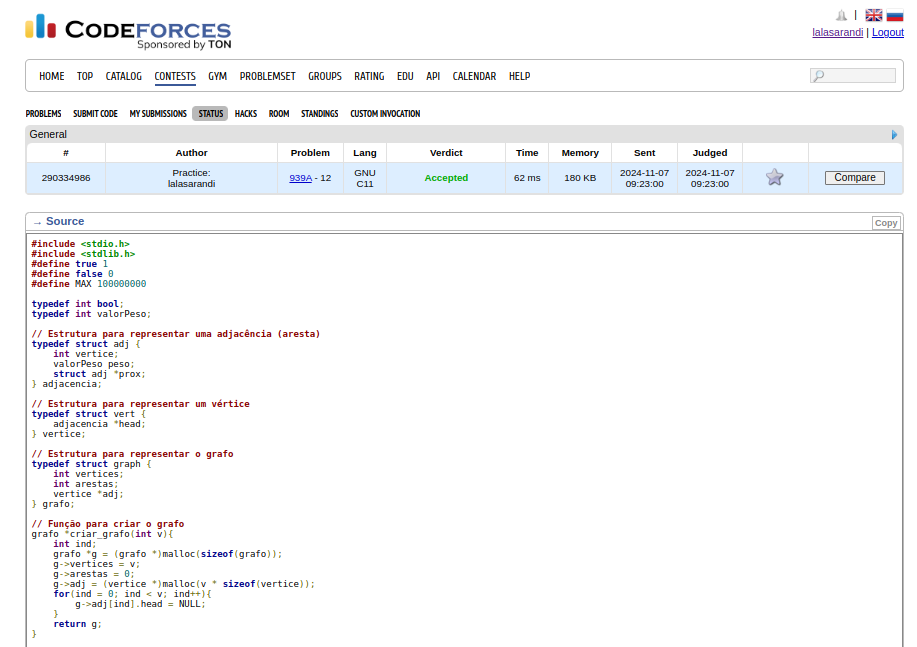 CODEFORCES
Sponsored by TON
|
lalasarandi | Logout
HOME TOP CATALOG CONTESTS GYM PROBLEMSET GROUPS RATING EDU API CALENDAR HELP
PROBLEMS SUBMIT CODE MY SUBMISSIONS STATUS HACKS ROOM STANDINGS CUSTOM INVOCATION
General
# Author Problem Lang Verdict Time Memory Sent Judged
290334986 Practice: lalasarandi 939A - 12 GNU C11 Accepted 62 ms 180 KB 2024-11-07 09:23:00 2024-11-07 09:23:00 Compare
→ Source
Copy
#include <stdio.h>
#include <stdlib.h>
#define true 1
#define false 0
#define MAX 100000000
typedef int bool;
typedef int valorPeso;
// Estrutura para representar uma adjacência (aresta)
typedef struct adj {
    int vertice;
    valorPeso peso;
    struct adj *prox;
} adjacencia;
// Estrutura para representar um vértice
typedef struct vert {
    adjacencia *head;
} vertice;
// Estrutura para representar o grafo
typedef struct graph {
    int vertices;
    int arestas;
    vertice *adj;
} grafo;
// Função para criar o grafo
grafo *criar_grafo(int v){
    int ind;
    grafo *g = (grafo *)malloc(sizeof(grafo));
    g->vertices = v;
    g->arestas = 0;
    g->adj = (vertice *)malloc(v * sizeof(vertice));
    for(ind = 0; ind < v; ind++){
        g->adj[ind].head = NULL;
    }
    return g;
}